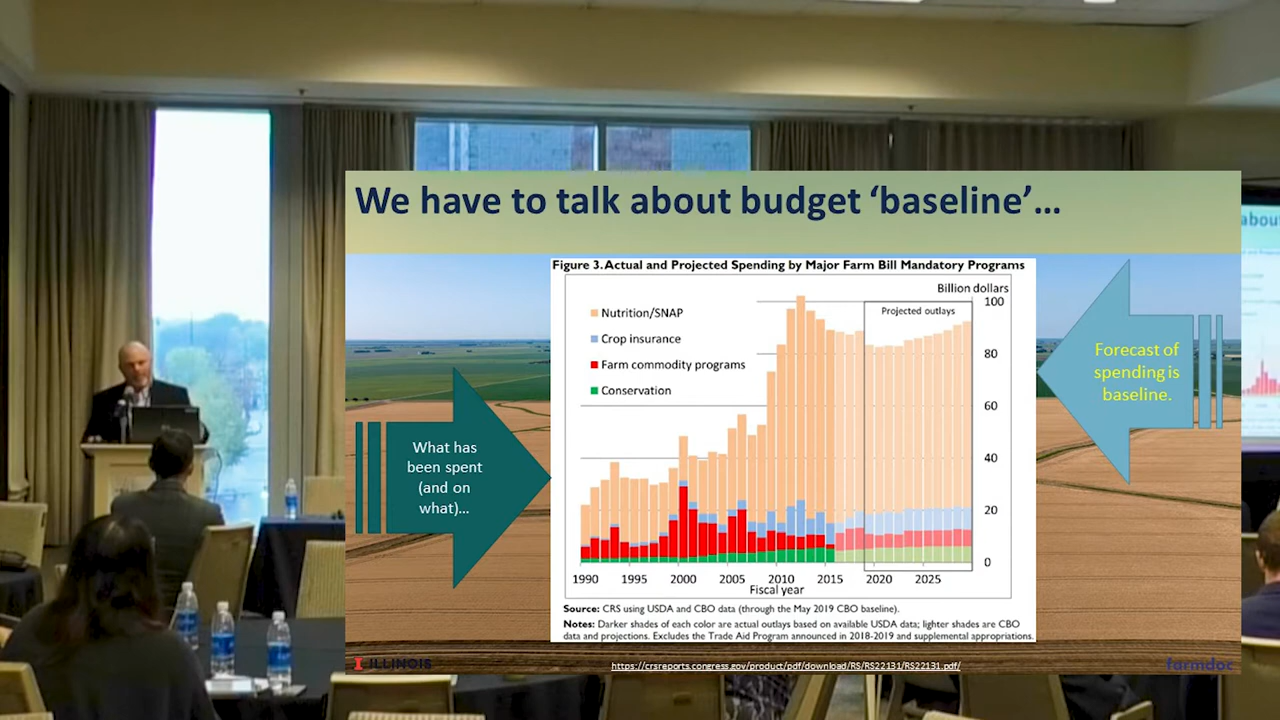 We have to talk about budget ‘baseline’...
Figure 3. Actual and Projected Spending by Major Farm Bill Mandatory Programs
Billion dollars
Nutrition/SNAP
Crop insurance
Farm commodity programs
Conservation
Projected outlays
100
80
60
40
20
0
1990 1995 2000 2005 2010 2015 2020 2025
Fiscal year
Source: CRS using USDA and CBO data (through the May 2019 CBO baseline).
Notes: Darker shades of each color are actual outlays based on available USDA data; lighter shades are CBO
data and projections. Excludes the Trade Aid Program announced in 2018-2019 and supplemental appropriations.
What has
been spent
(and on
what)...
Forecast of
spending is
baseline.
about
I ILLINOIS
https://crsreports.congress.gov/product/pdf/download/RS/RS22131/RS22131.pdf/
farmdoc